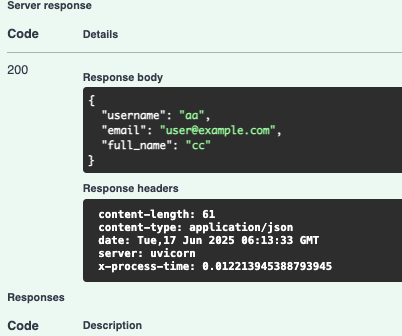 Server response
Code Details
200
Response body
{
  "username": "aa",
  "email": "user@example.com",
  "full_name": "cc"
}
Response headers
content-length: 61
content-type: application/json
date: Tue,17 Jun 2025 06:13:33 GMT
server: uvicorn
x-process-time: 0.012213945388793945
Responses
Code Description